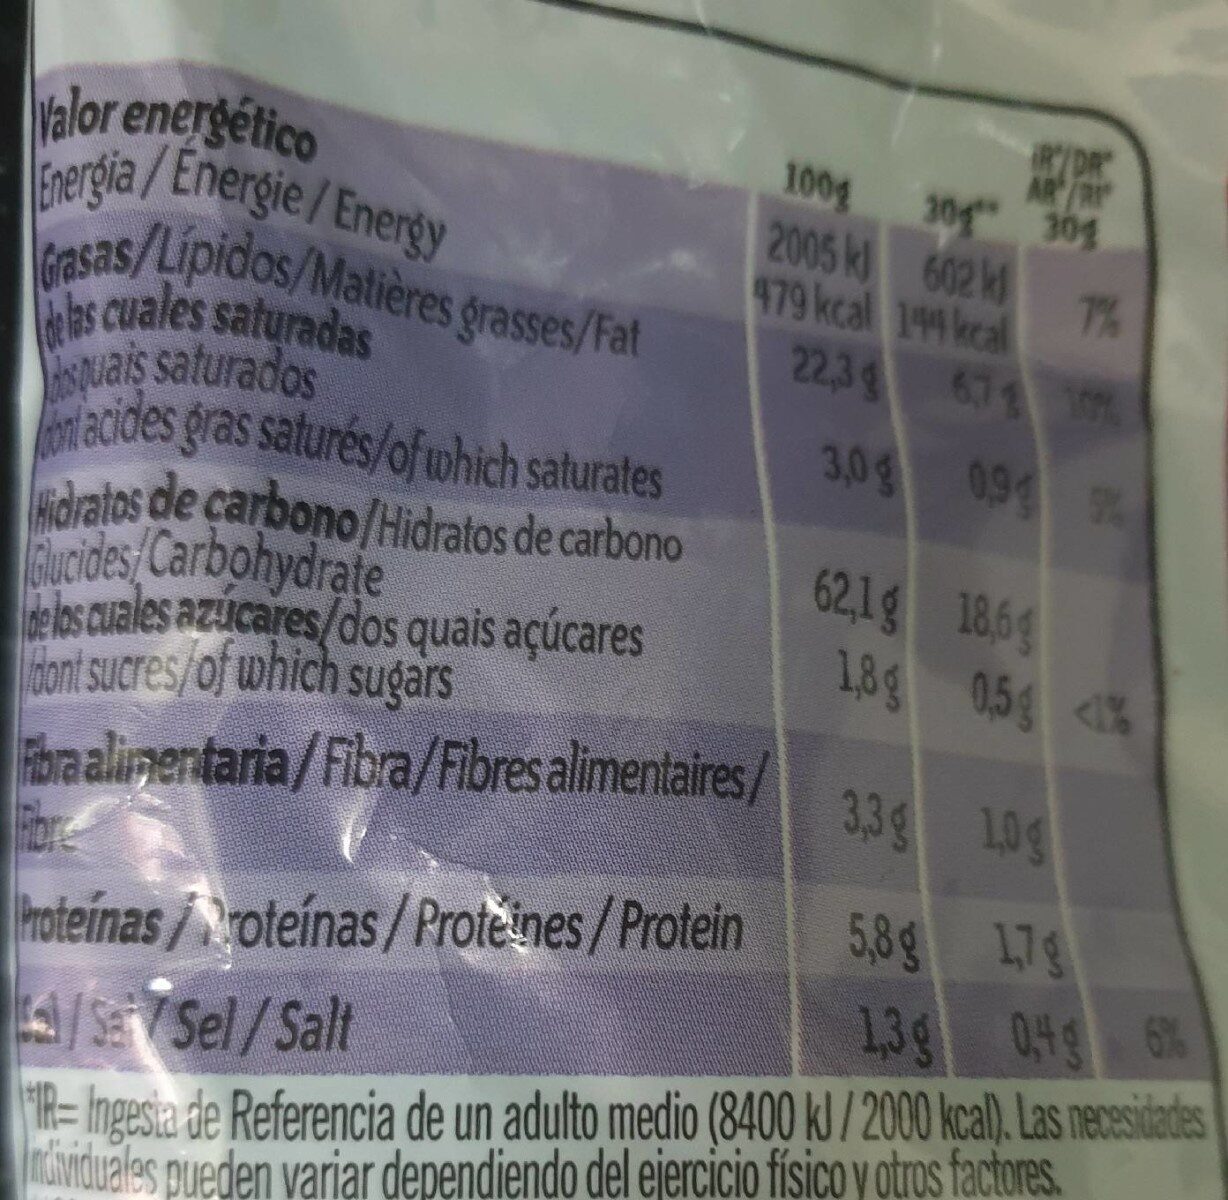 Valor energético
Energia / Énergie / Energy
100g 30g** IR*/DR* AR*/RI* 30g
2005 kJ 602 kJ
479 kcal 144 kcal 7%
Grasas/Lípidos/Matières grasses/Fat 22,3 g 6,7 g 10%
de las cuales saturadas
dos quais saturados
dont acides gras saturés/of which saturates 3,0 g 0,9 g 5%
Hidratos de carbono/Hidratos de carbono
Glucides/Carbohydrate 62,1 g 18,6 g
de los cuales azúcares/dos quais açúcares
/dont sucres/of which sugars 1,8 g 0,5 g <1%
Fibra alimentaria / Fibra/Fibres alimentaires /
Fibre 3,3 g 1,0 g
Proteínas / Proteínas / Protéines / Protein 5,8 g 1,7 g
Sal / Sal / Sel / Salt 1,3 g 0,4 g 6%
*IR= Ingesta de Referencia de un adulto medio (8400 kJ / 2000 kcal). Las necesidades
individuales pueden variar dependiendo del ejercicio físico y otros factores.